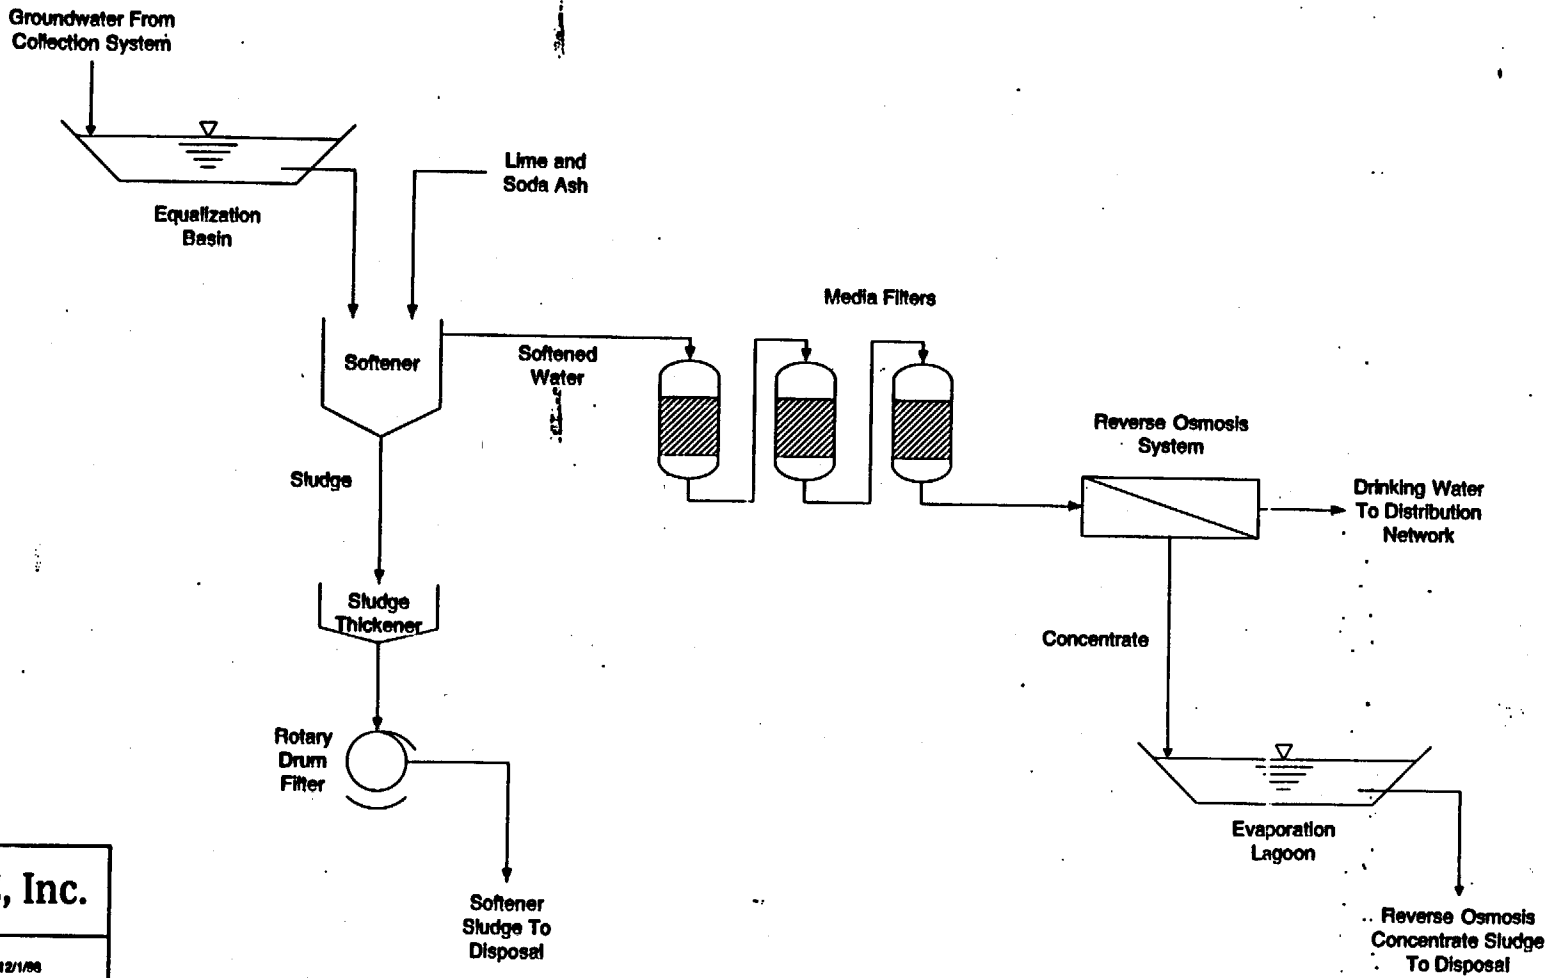 Groundwater From
Collection System
Lime and
Soda Ash
Equalization
Basin
Media Filters
Softener
Softened
Water
Reverse Osmosis
System
Sludge
Drinking Water
To Distribution
Network
Sludge
Thickener
Concentrate
Rotary
Drum
Filter
Evaporation
Lagoon
, Inc.
Softener
Sludge To
Disposal
Reverse Osmosis
Concentrate Sludge
To Disposal